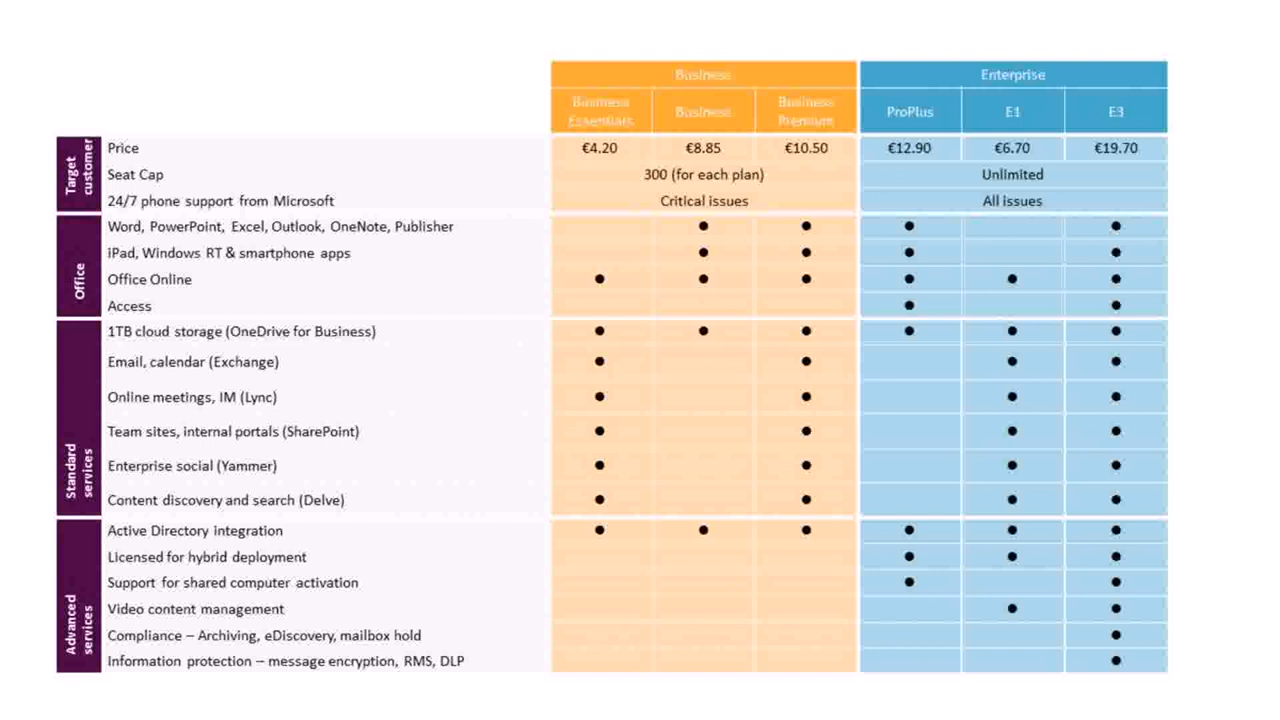 Business Enterprise
Business Essentials Business Business Premium ProPlus E1 E3
Target customer
Price €4.20 €8.85 €10.50 €12.90 €6.70 €19.70
Seat Cap 300 (for each plan) Unlimited
24/7 phone support from Microsoft Critical issues All issues
Office
Word, PowerPoint, Excel, Outlook, OneNote, Publisher ● ● ● ●
iPad, Windows RT & smartphone apps ● ● ● ●
Office Online ● ● ● ● ● ●
Access ● ●
Standard services
1TB cloud storage (OneDrive for Business) ● ● ● ● ● ●
Email, calendar (Exchange) ● ● ● ●
Online meetings, IM (Lync) ● ● ● ●
Team sites, internal portals (SharePoint) ● ● ● ●
Enterprise social (Yammer) ● ● ● ●
Content discovery and search (Delve) ● ● ● ●
Advanced services
Active Directory integration ● ● ● ● ● ●
Licensed for hybrid deployment ● ● ●
Support for shared computer activation ● ●
Video content management ● ●
Compliance – Archiving, eDiscovery, mailbox hold ●
Information protection – message encryption, RMS, DLP ●